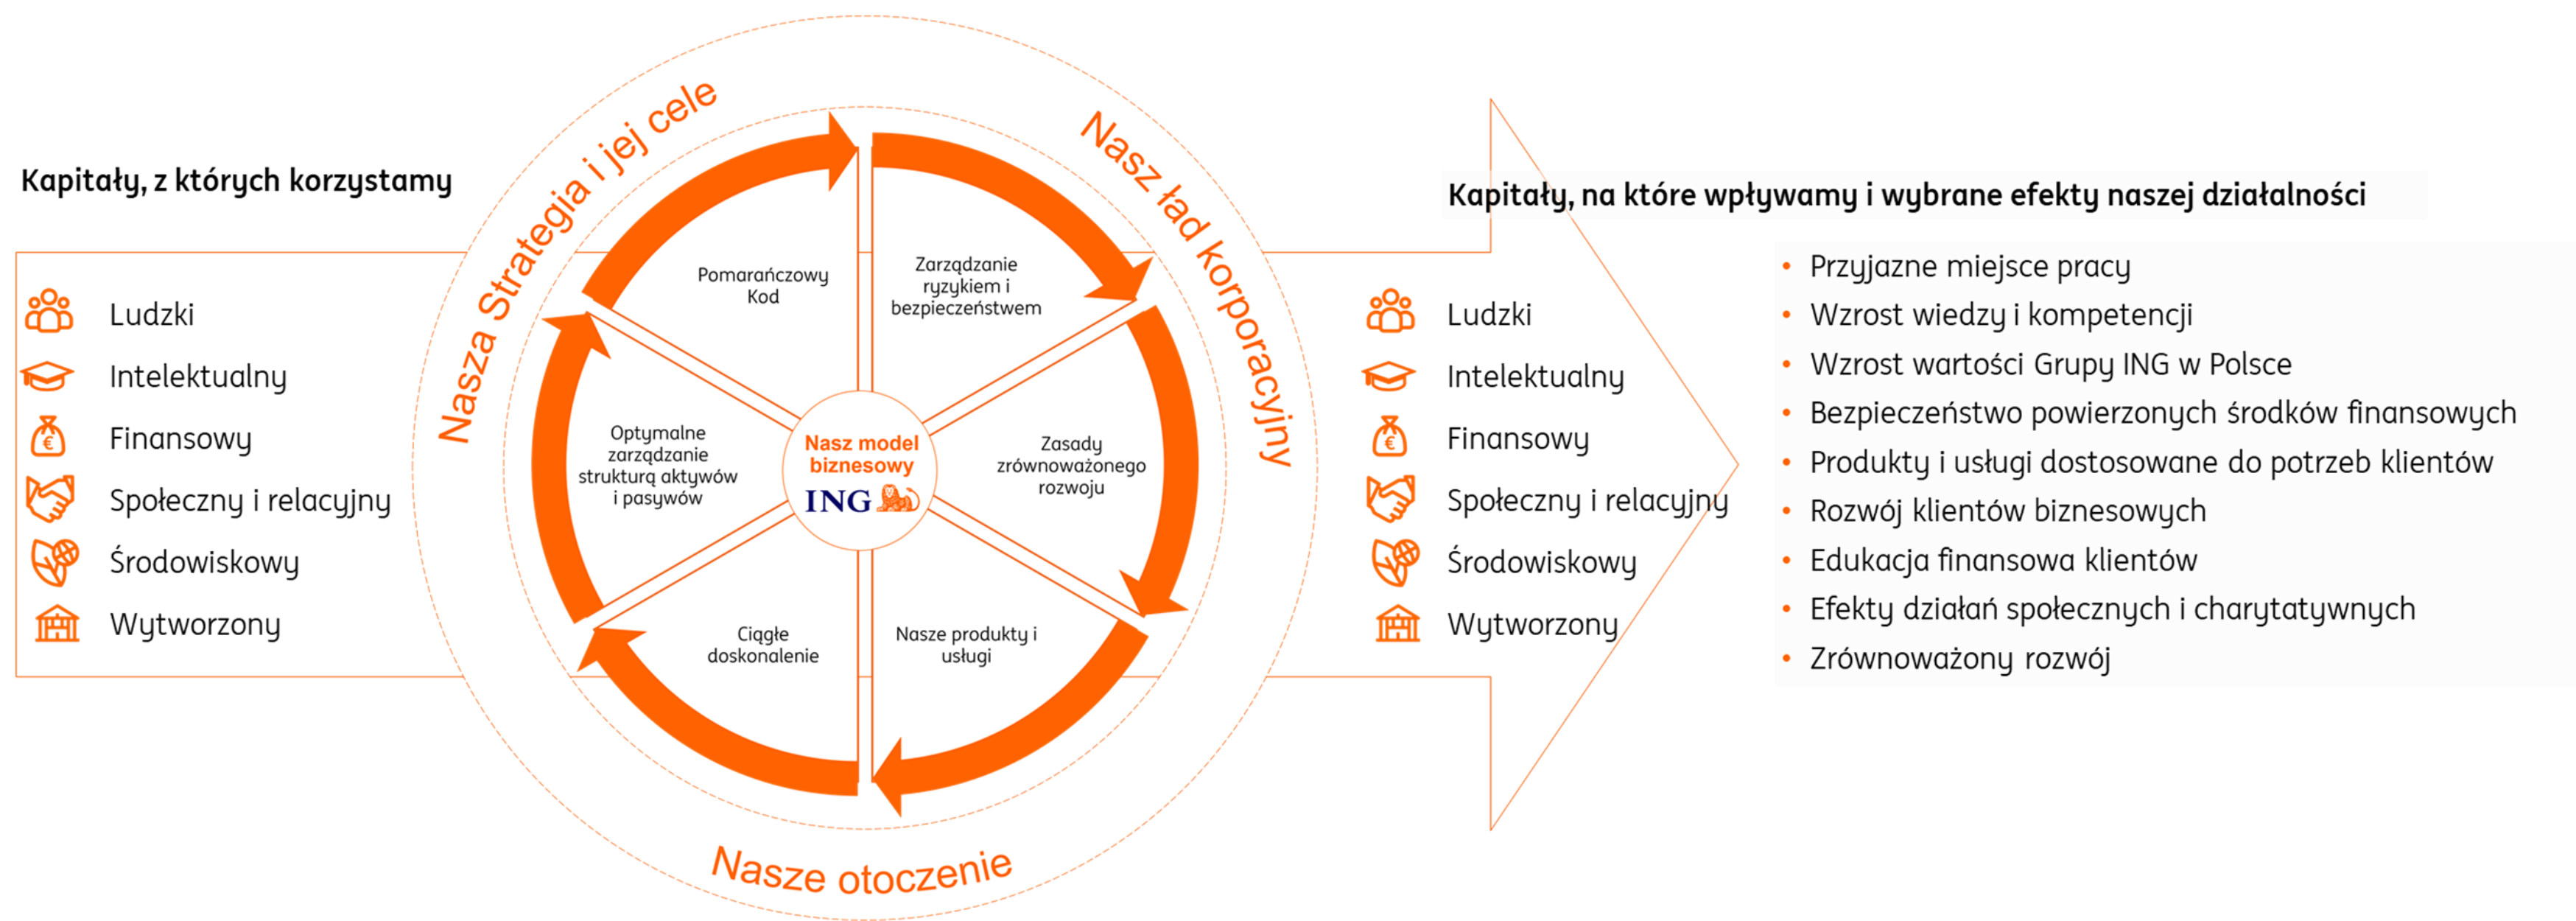 Kapitały, z których korzystamy
Ludzki
Intelektualny
Finansowy
Społeczny i relacyjny
Środowiskowy
Wytworzony
Nasza Strategia i jej cele
Nasz ład korporacyjny
Nasze otoczenie
Pomarańczowy
Kod
Zarządzanie
ryzykiem i
bezpieczeństwem
Optymalne
zarządzanie
strukturą aktywów
i pasywów
Nasz model
biznesowy
ING
Zasady
zrównoważonego
rozwoju
Ciągłe
doskonalenie
Nasze produkty i
usługi
Kapitały, na które wpływamy i wybrane efekty naszej działalności
Ludzki
Intelektualny
Finansowy
Społeczny i relacyjny
Środowiskowy
Wytworzony
• Przyjazne miejsce pracy
• Wzrost wiedzy i kompetencji
• Wzrost wartości Grupy ING w Polsce
• Bezpieczeństwo powierzonych środków finansowych
• Produkty i usługi dostosowane do potrzeb klientów
• Rozwój klientów biznesowych
• Edukacja finansowa klientów
• Efekty działań społecznych i charytatywnych
• Zrównoważony rozwój